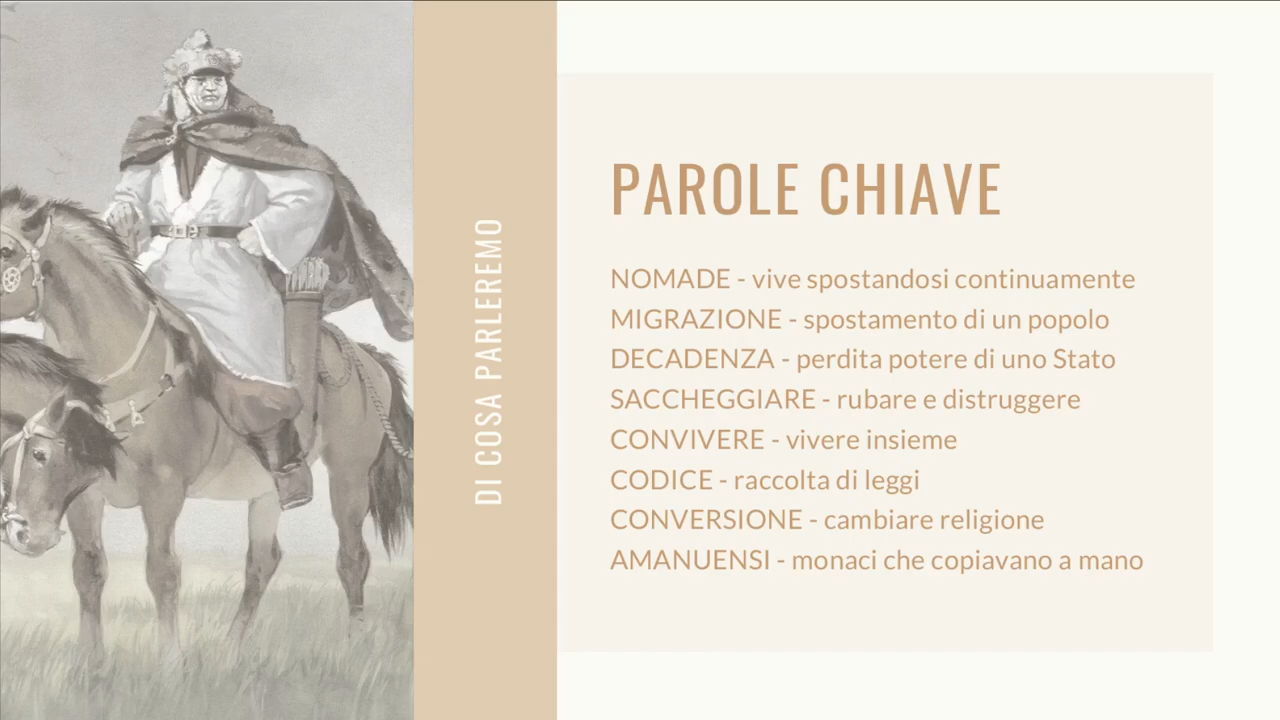 DI COSA PARLEREMO
PAROLE CHIAVE
NOMADE - vive spostandosi continuamente
MIGRAZIONE - spostamento di un popolo
DECADENZA - perdita potere di uno Stato
SACCHEGGIARE - rubare e distruggere
CONVIVERE - vivere insieme
CODICE - raccolta di leggi
CONVERSIONE - cambiare religione
AMANUENSI - monaci che copiavano a mano